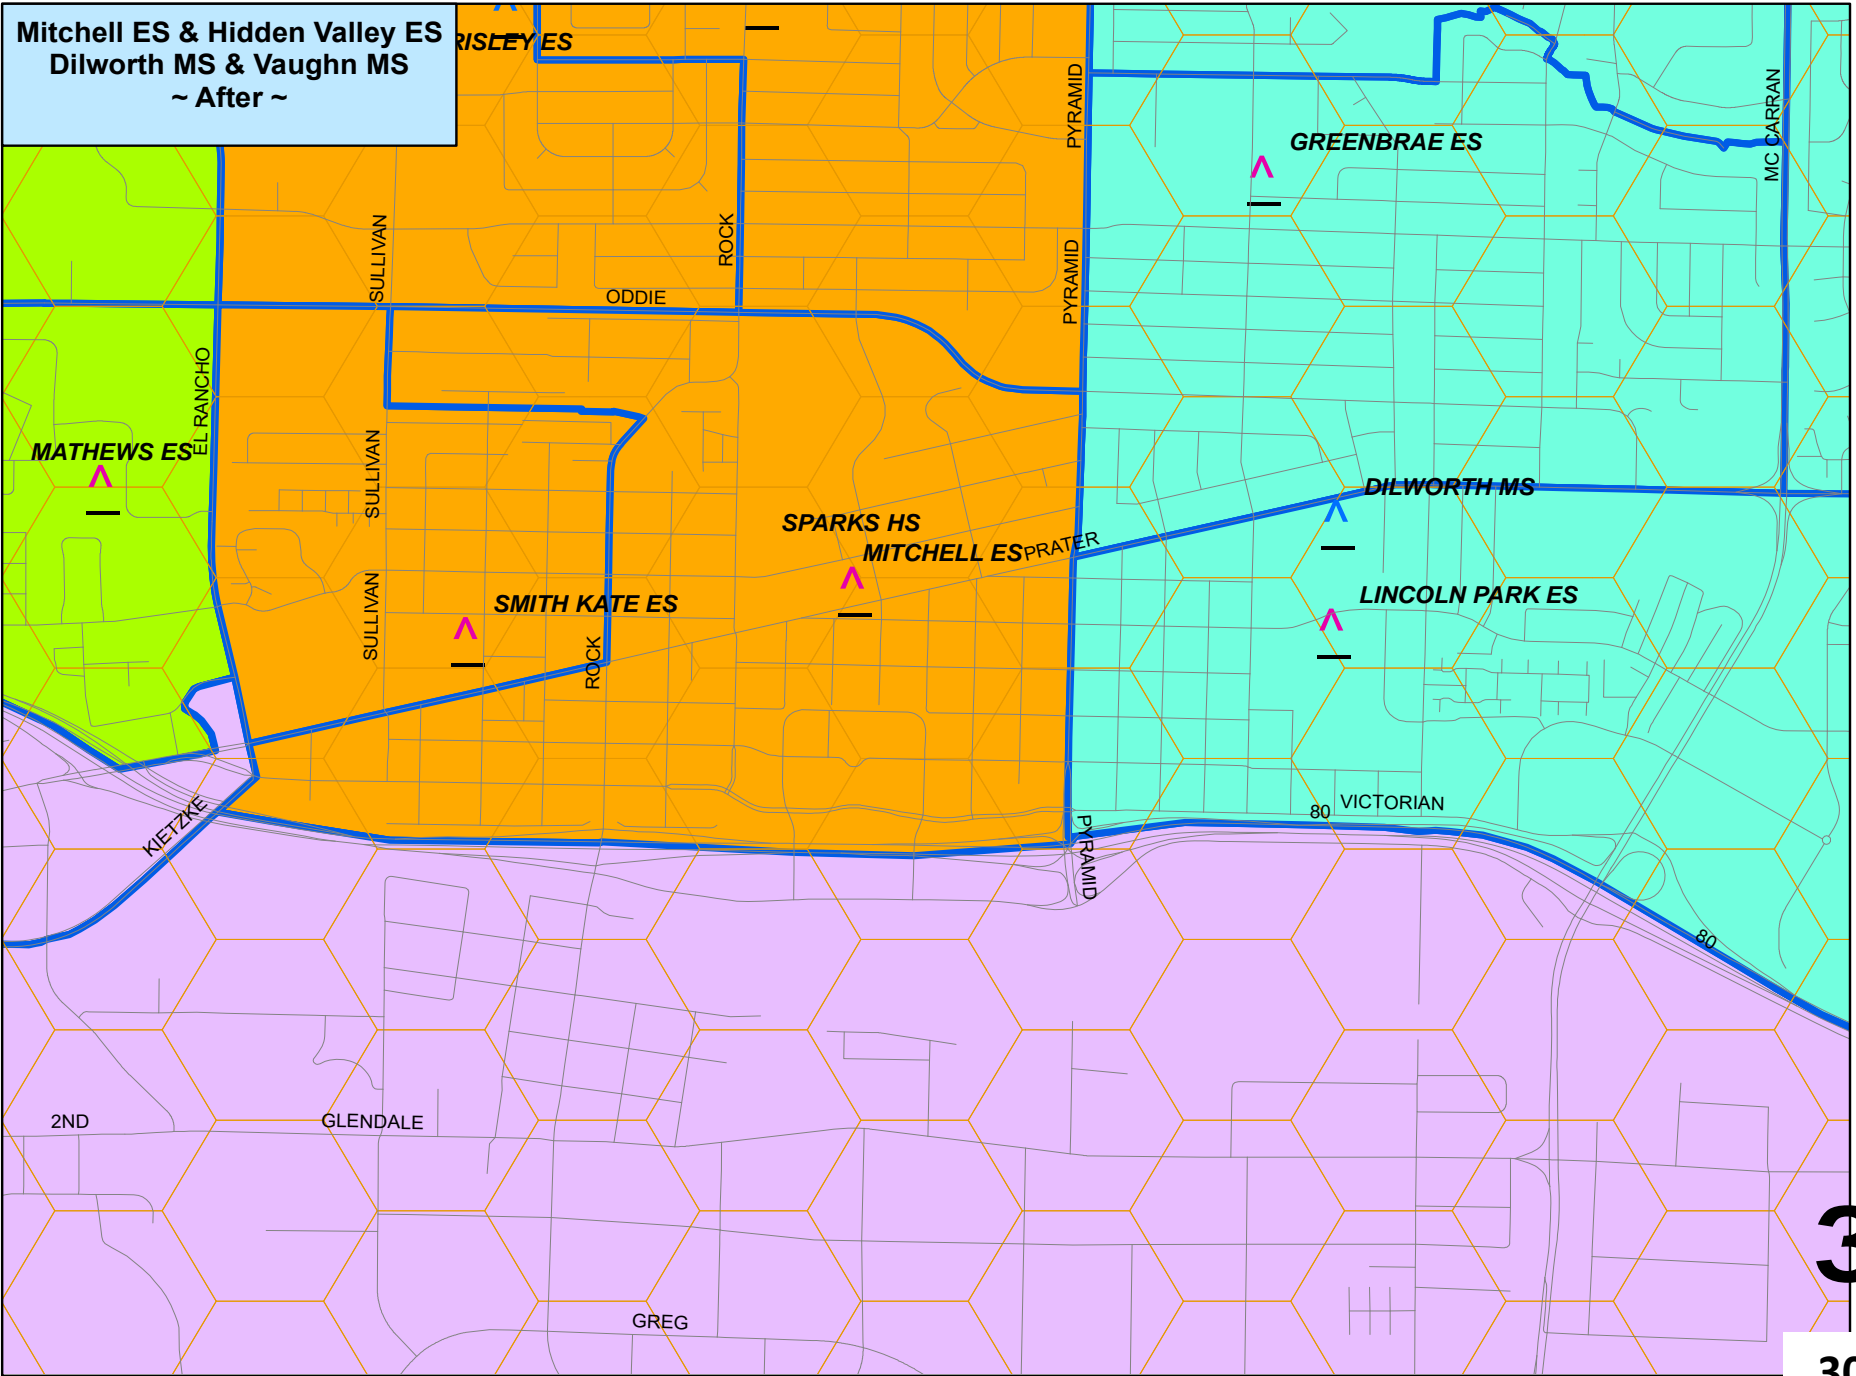 Mitchell ES & Hidden Valley ES
Dilworth MS & Vaughn MS
~ After ~
RISLEY ES
PYRAMID
MC CARRAN
GREENBRAE ES
SULLIVAN
ROCK
PYRAMID
ODDIE
EL RANCHO
MATHEWS ES
SULLIVAN
DILWORTH MS
SPARKS HS
MITCHELL ES
PRATER
SULLIVAN
SMITH KATE ES
LINCOLN PARK ES
ROCK
KIETZKE
80
VICTORIAN
PYRAMID
80
2ND
GLENDALE
3
GREG
30